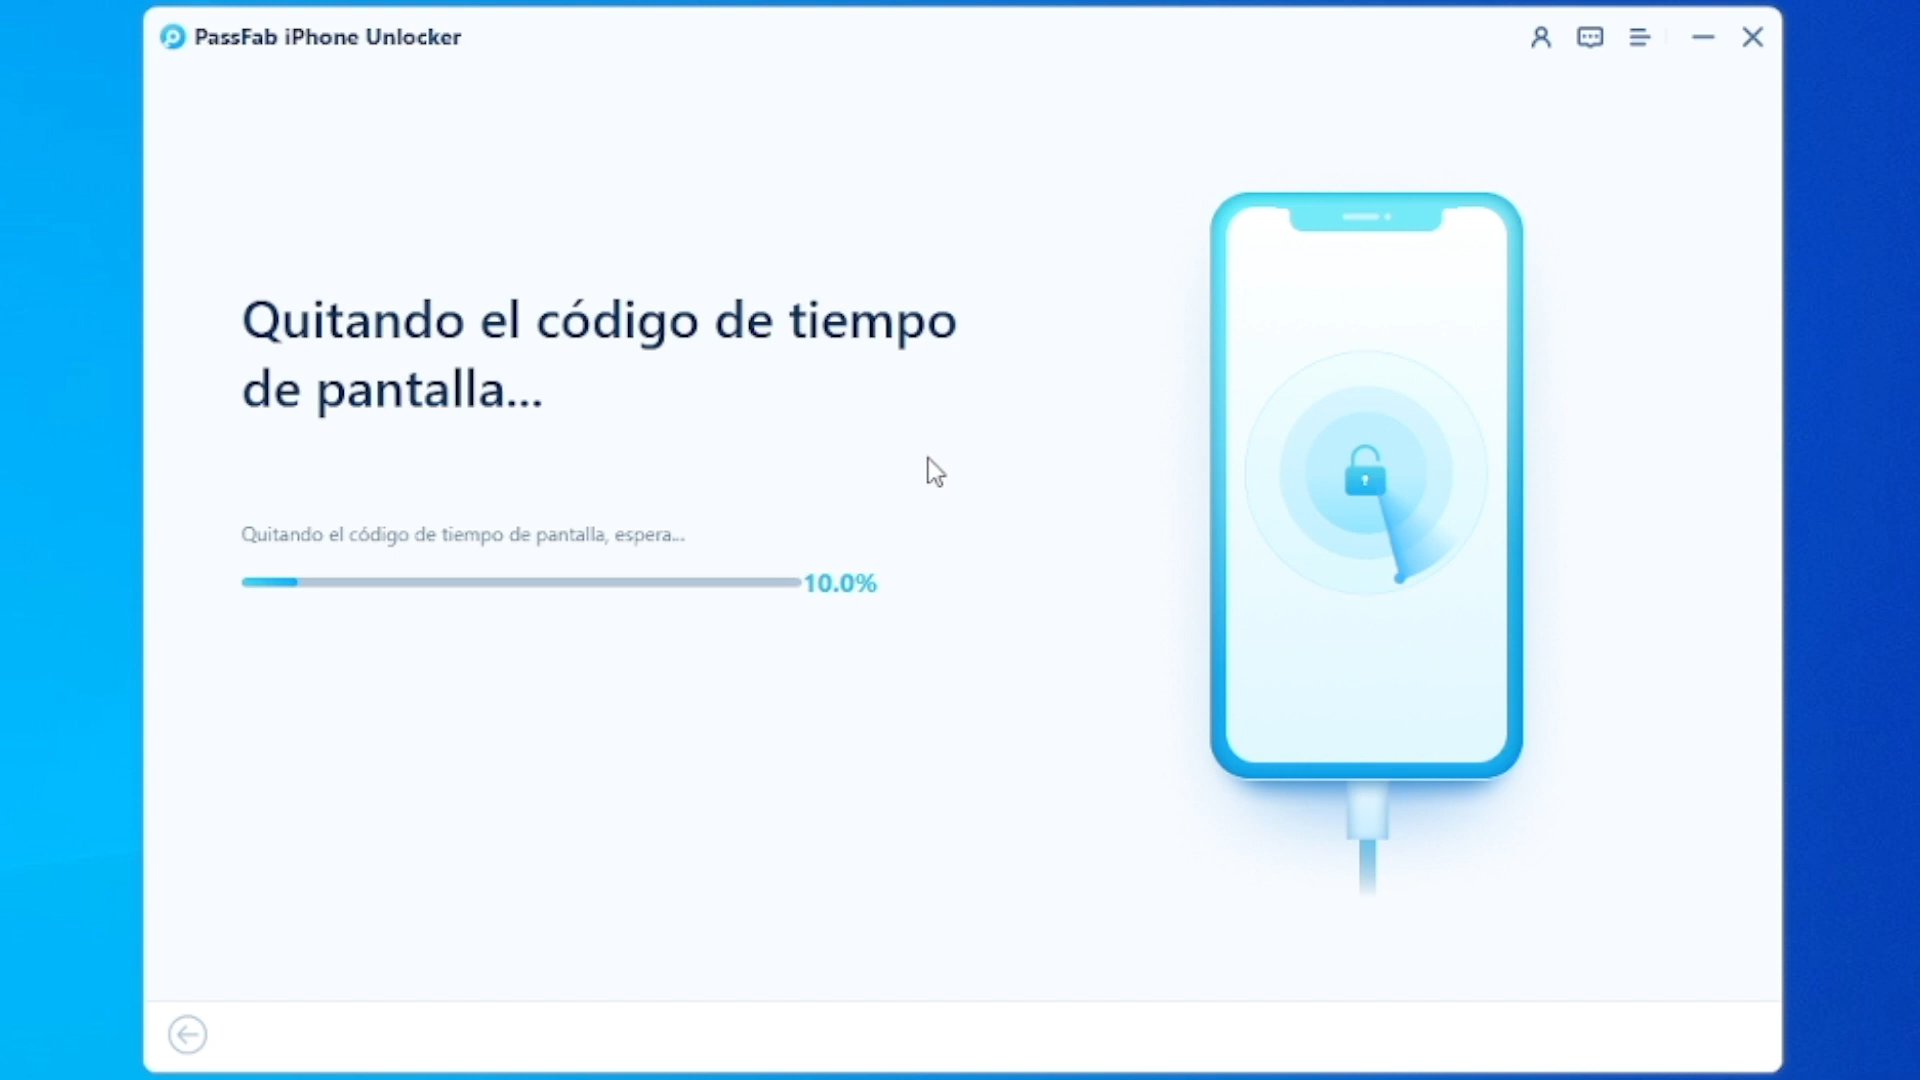 PassFab iPhone Unlocker
Quitando el código de tiempo
de pantalla...
Quitando el código de tiempo de pantalla, espera...
10.0%